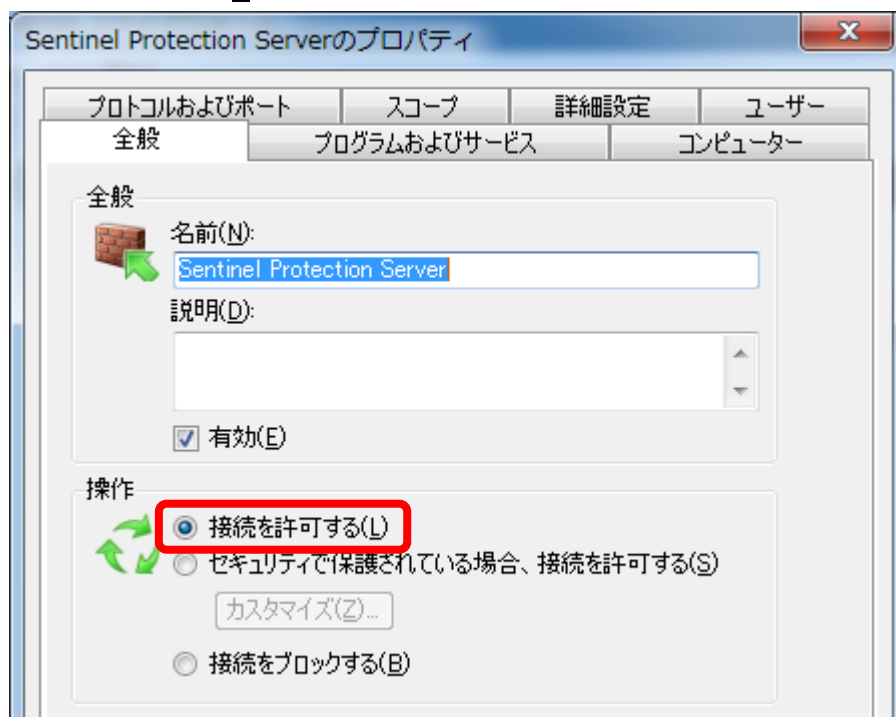 Sentinel Protection Serverのプロパティ
プロトコルおよびポート スコープ 詳細設定 ユーザー
全般 プログラムおよびサービス コンピューター
全般
名前(N):
Sentinel Protection Server
説明(D):
有効(E)
操作
接続を許可する(L)
セキュリティで保護されている場合、接続を許可する(S)
カスタマイズ(Z)...
接続をブロックする(B)